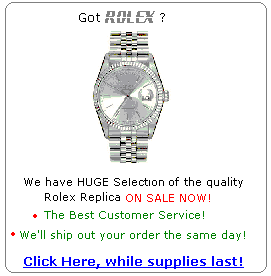 Got ROLEX ?
We have HUGE Selection of the quality
Rolex Replica ON SALE NOW!
• The Best Customer Service!
• We'll ship out your order the same day!
Click Here, while supplies last!